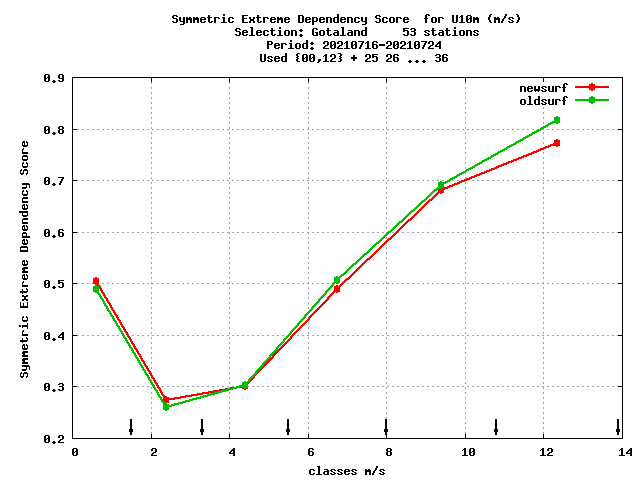 Symmetric Extreme Dependency Score  for U10m (m/s)
Selection: Gotaland     53 stations
Period: 20210716-20210724
Used {00,12} + 25 26 ... 36
newsurf
oldsurf
Symmetric Extreme Dependency Score
0.9
0.8
0.7
0.6
0.5
0.4
0.3
0.2
0 2 4 6 8 10 12 14
classes m/s